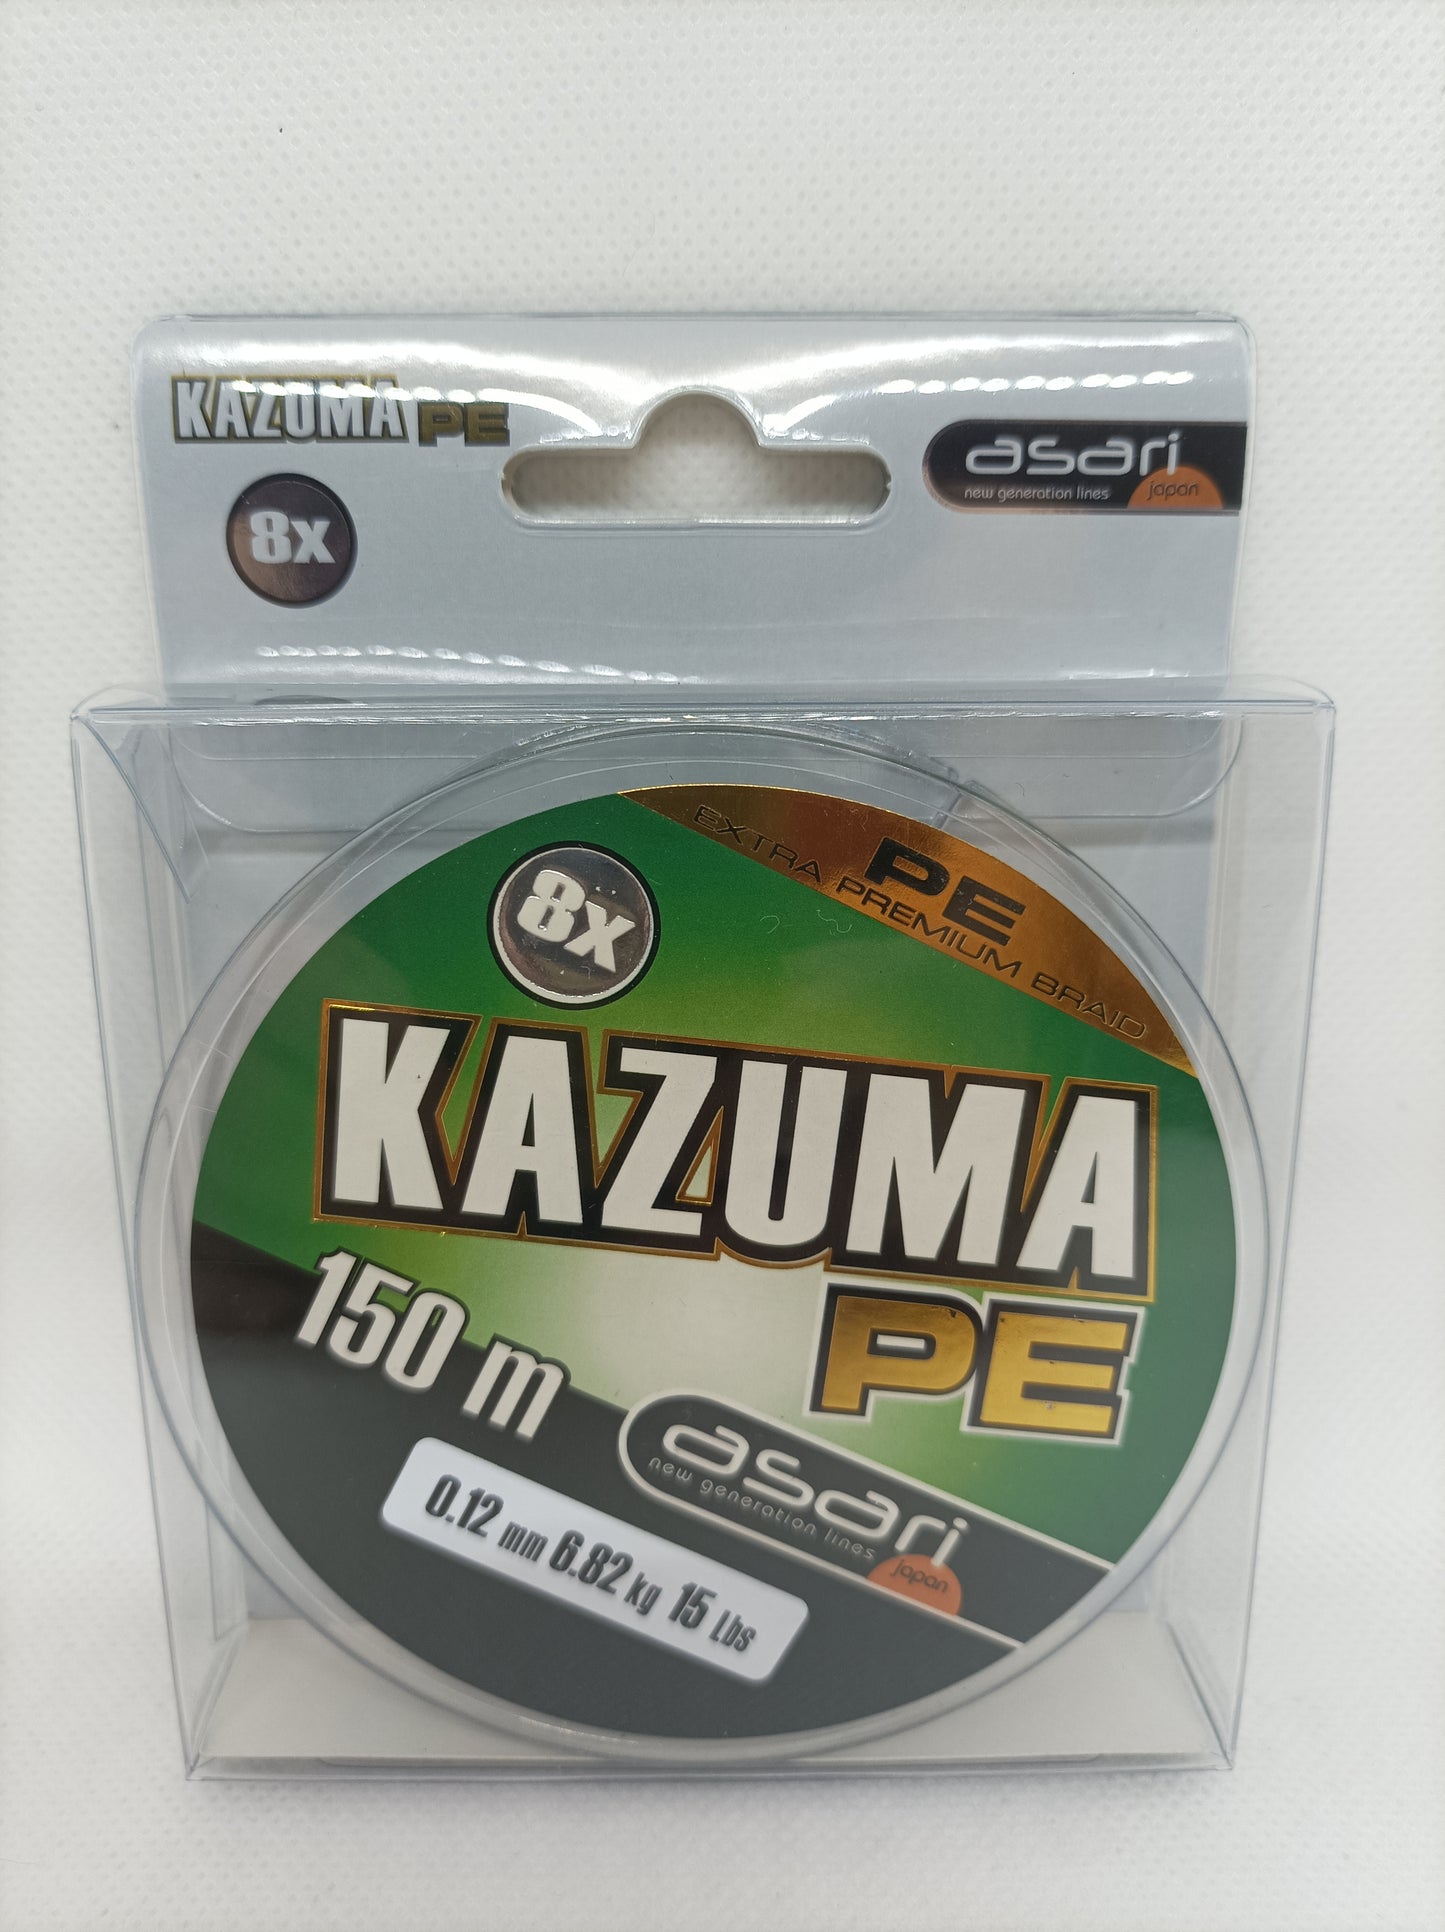 KAZUMA PE
8x
asari
new generation lines japan
8x
PE
EXTRA PREMIUM BRAID
KAZUMA
PE
150 m
asari
new generation lines
japan
0.12 mm 6.82 kg 15 Lbs